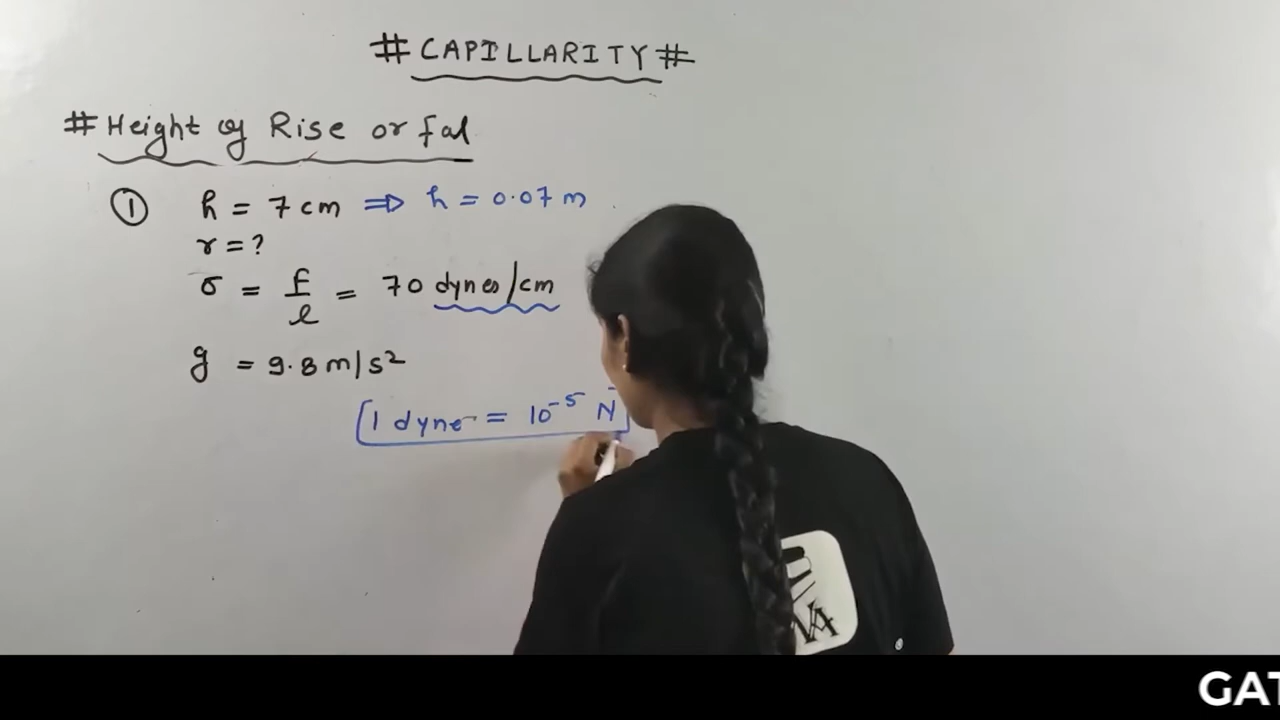 # CAPILLARITY #
# Height of Rise or fal
① h = 7 cm ⇒ h = 0.07 m
r = ?
σ = f/l = 70 dynes/cm
g = 9.8 m/s²
1 dyne = 10⁻⁵ N
VA
GAT